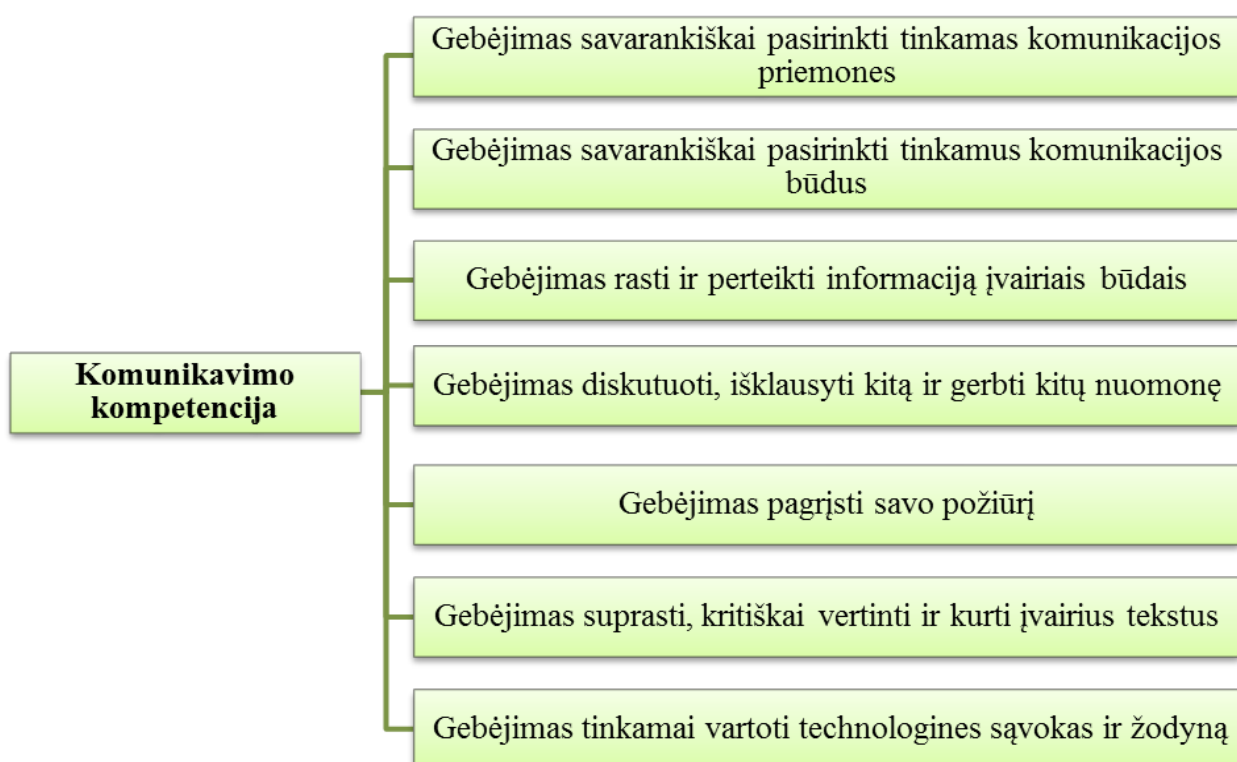 Gebėjimas savarankiškai pasirinkti tinkamas komunikacijos
priemones
Gebėjimas savarankiškai pasirinkti tinkamus komunikacijos
būdus
Gebėjimas rasti ir perteikti informaciją įvairiais būdais
Komunikavimo
kompetencija
Gebėjimas diskutuoti, išklausyti kitą ir gerbti kitų nuomonę
Gebėjimas pagrįsti savo požiūrį
Gebėjimas suprasti, kritiškai vertinti ir kurti įvairius tekstus
Gebėjimas tinkamai vartoti technologines sąvokas ir žodyną